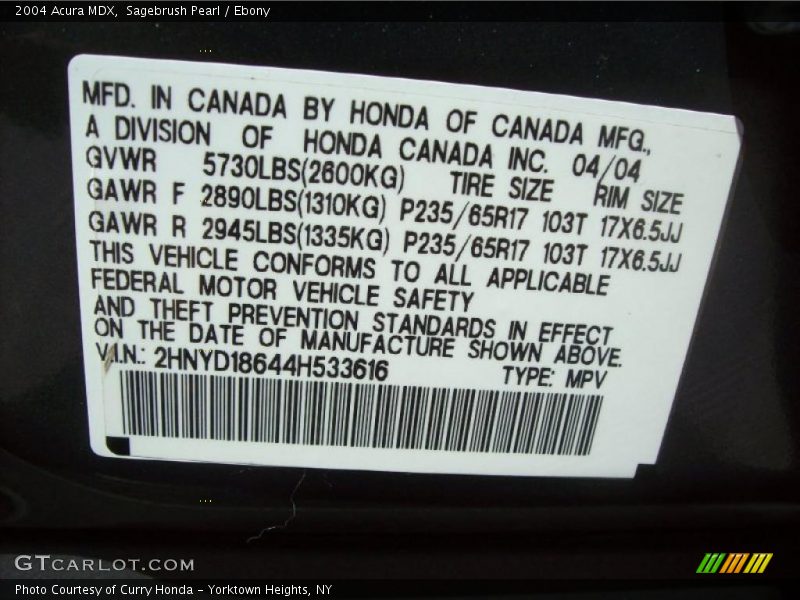 2004 Acura MDX, Sagebrush Pearl / Ebony
MFD. IN CANADA BY HONDA OF CANADA MFG.,
A DIVISION OF HONDA CANADA INC. 04/04
GVWR 5730LBS(2600KG) TIRE SIZE RIM SIZE
GAWR F 2890LBS(1310KG) P235/65R17 103T 17X6.5JJ
GAWR R 2945LBS(1335KG) P235/65R17 103T 17X6.5JJ
THIS VEHICLE CONFORMS TO ALL APPLICABLE
FEDERAL MOTOR VEHICLE SAFETY
AND THEFT PREVENTION STANDARDS IN EFFECT
ON THE DATE OF MANUFACTURE SHOWN ABOVE.
V.I.N.: 2HNYD18644H533616 TYPE: MPV
GTCARLOT.COM
Photo Courtesy of Curry Honda - Yorktown Heights, NY